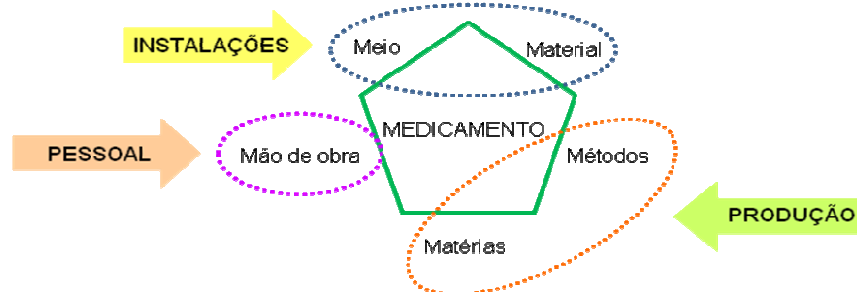 INSTALAÇÕES
Meio
Material
MEDICAMENTO
PESSOAL
Mão de obra
Métodos
PRODUÇÃO
Matérias